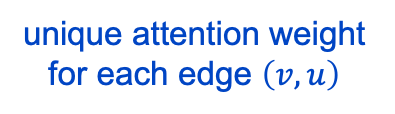 unique attention weight
for each edge (v, u)